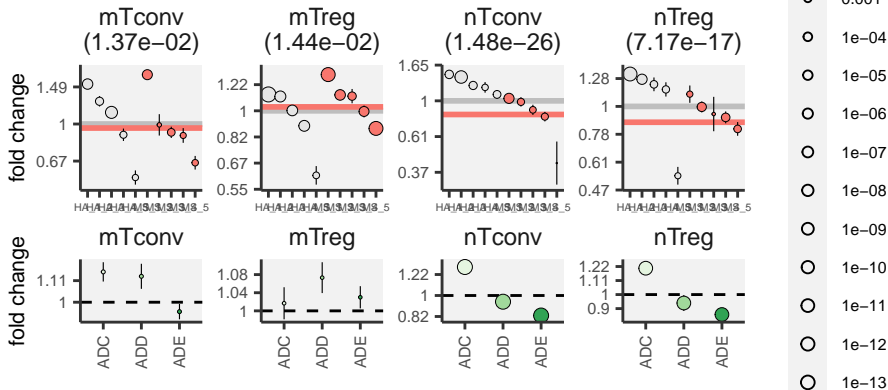 mTconv
(1.37e−02)
mTreg
(1.44e−02)
nTconv
(1.48e−26)
nTreg
(7.17e−17)
fold change
1.49
1
0.67
1.22
1
0.82
0.67
0.55
1.65
1
0.61
0.37
1.28
1
0.78
0.61
0.47
mTconv
mTreg
nTconv
nTreg
fold change
1.11
1
1.08
1.04
1
1.22
1
0.82
1.22
1.11
1
0.9
ADC
ADD
ADE
ADC
ADD
ADE
ADC
ADD
ADE
ADC
ADD
ADE
1e−04
1e−05
1e−06
1e−07
1e−08
1e−09
1e−10
1e−11
1e−12
1e−13